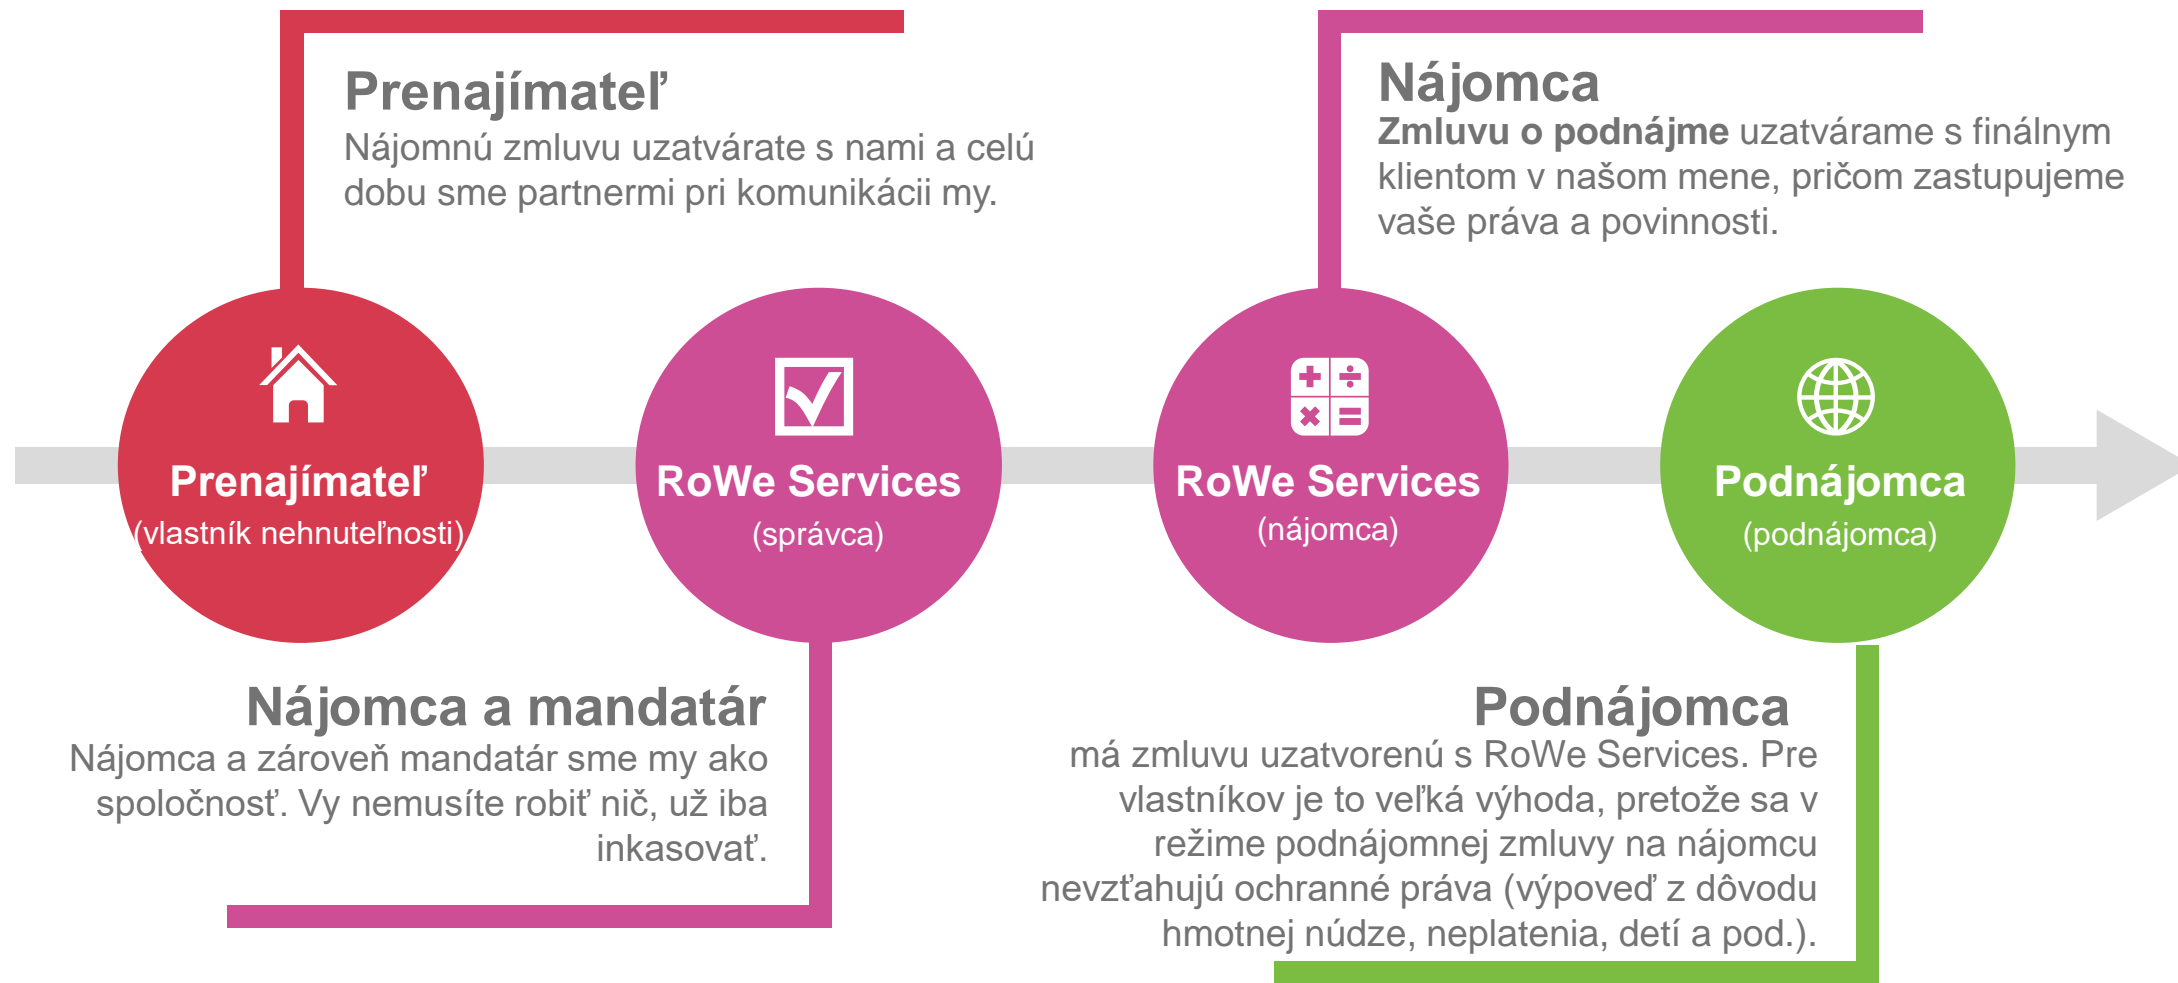 Prenajímateľ
Nájomnú zmluvu uzatvárate s nami a celú
dobu sme partnermi pri komunikácii my.
Nájomca
Zmluvu o podnájme uzatvárame s finálnym
klientom v našom mene, pričom zastupujeme
vaše práva a povinnosti.
Prenajímateľ
(vlastník nehnuteľnosti)
RoWe Services
(správca)
RoWe Services
(nájomca)
Podnájomca
(podnájomca)
Nájomca a mandatár
Nájomca a zároveň mandatár sme my ako
spoločnosť. Vy nemusíte robiť nič, už iba
inkasovať.
Podnájomca
má zmluvu uzatvorenú s RoWe Services. Pre
vlastníkov je to veľká výhoda, pretože sa v
režime podnájomnej zmluvy na nájomcu
nevzťahujú ochranné práva (výpoveď z dôvodu
hmotnej núdze, neplatenia, detí a pod.).